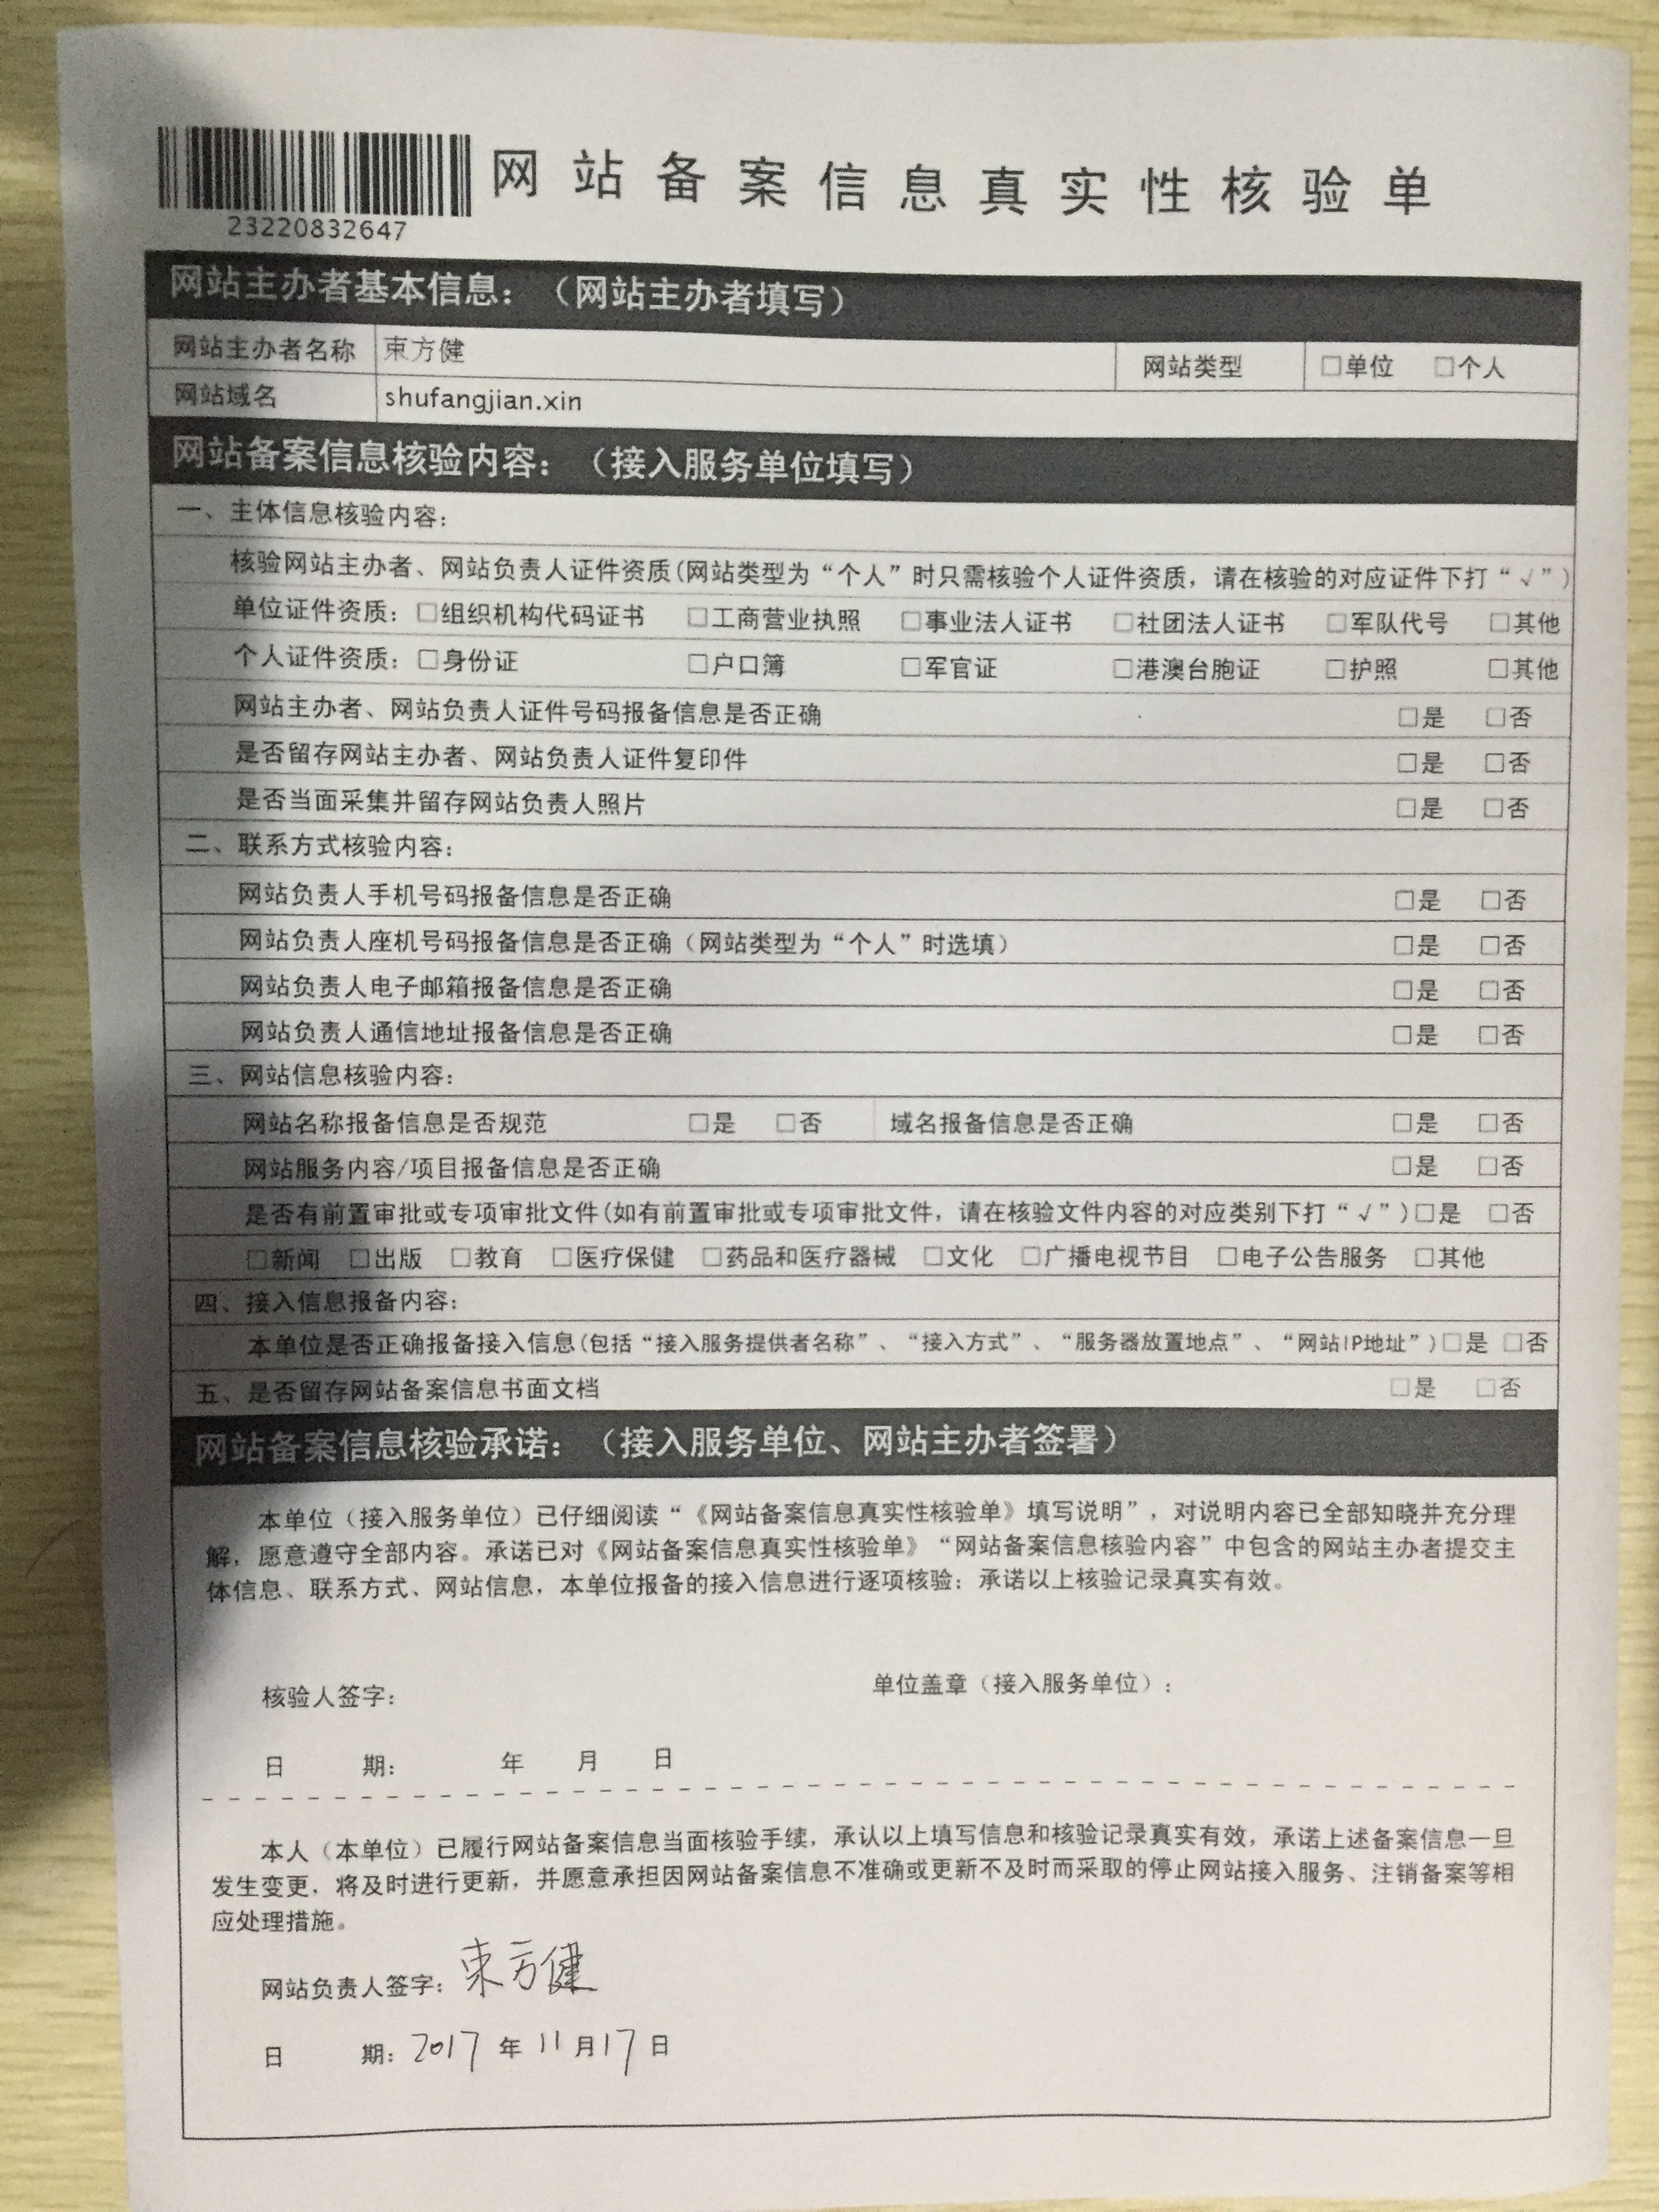 网站备案信息真实性核验单
23220832647
网站主办者基本信息：（网站主办者填写）
网站主办者名称 束方健 网站类型 □单位 □个人
网站域名 shufangjian.xin
网站备案信息核验内容：（接入服务单位填写）
一、主体信息核验内容：
核验网站主办者、网站负责人证件资质(网站类型为“个人”时只需核验个人证件资质，请在核验的对应证件下打“√”)
单位证件资质：□组织机构代码证书 □工商营业执照 □事业法人证书 □社团法人证书 □军队代号 □其他
个人证件资质：□身份证 □户口簿 □军官证 □港澳台胞证 □护照 □其他
网站主办者、网站负责人证件号码报备信息是否正确 □是 □否
是否留存网站主办者、网站负责人证件复印件 □是 □否
是否当面采集并留存网站负责人照片 □是 □否
二、联系方式核验内容：
网站负责人手机号码报备信息是否正确 □是 □否
网站负责人座机号码报备信息是否正确（网站类型为“个人”时选填） □是 □否
网站负责人电子邮箱报备信息是否正确 □是 □否
网站负责人通信地址报备信息是否正确 □是 □否
三、网站信息核验内容：
网站名称报备信息是否规范 □是 □否 域名报备信息是否正确 □是 □否
网站服务内容/项目报备信息是否正确 □是 □否
是否有前置审批或专项审批文件(如有前置审批或专项审批文件，请在核验文件内容的对应类别下打“√”)□是 □否
□新闻 □出版 □教育 □医疗保健 □药品和医疗器械 □文化 □广播电视节目 □电子公告服务 □其他
四、接入信息报备内容：
本单位是否正确报备接入信息(包括“接入服务提供者名称”、“接入方式”、“服务器放置地点”、“网站IP地址”)□是 □否
五、是否留存网站备案信息书面文档 □是 □否
网站备案信息核验承诺：（接入服务单位、网站主办者签署）
本单位（接入服务单位）已仔细阅读“《网站备案信息真实性核验单》填写说明”，对说明内容已全部知晓并充分理
解，愿意遵守全部内容。承诺已对《网站备案信息真实性核验单》“网站备案信息核验内容”中包含的网站主办者提交主
体信息、联系方式、网站信息，本单位报备的接入信息进行逐项核验；承诺以上核验记录真实有效。
核验人签字： 单位盖章（接入服务单位）：
日 期： 年 月 日
本人（本单位）已履行网站备案信息当面核验手续，承认以上填写信息和核验记录真实有效，承诺上述备案信息一旦
发生变更，将及时进行更新，并愿意承担因网站备案信息不准确或更新不及时而采取的停止网站接入服务、注销备案等相
应处理措施。
网站负责人签字：束方健
日 期：2017年11月17日